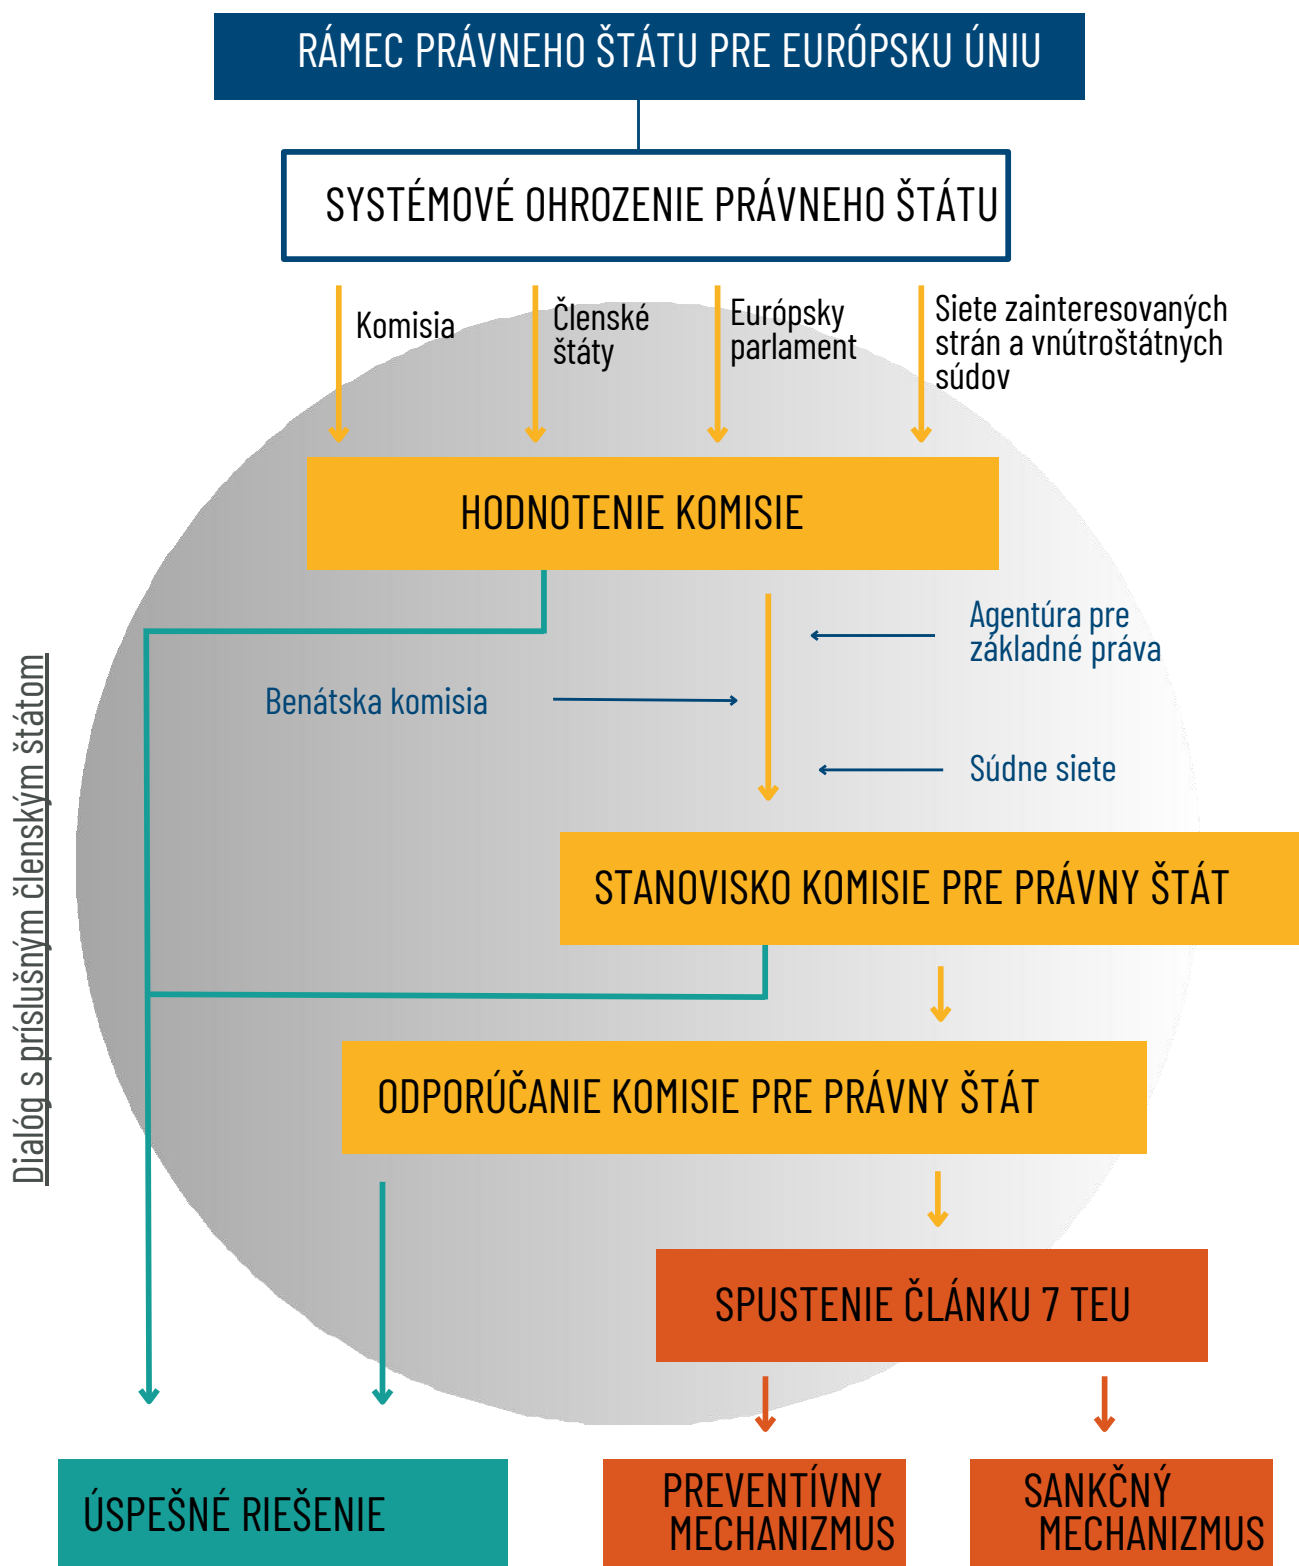 RÁMEC PRÁVNEHO ŠTÁTU PRE EURÓPSKU ÚNIU
SYSTÉMOVÉ OHROZENIE PRÁVNEHO ŠTÁTU
Komisia
Členské
štáty
Európsky
parlament
Siete zainteresovaných
strán a vnútroštátnych
súdov
HODNOTENIE KOMISIE
Agentúra pre
základné práva
Benátska komisia
Súdne siete
Dialóg s príslušným členským štátom
STANOVISKO KOMISIE PRE PRÁVNY ŠTÁT
ODPORÚČANIE KOMISIE PRE PRÁVNY ŠTÁT
SPUSTENIE ČLÁNKU 7 TEU
ÚSPEŠNÉ RIEŠENIE
PREVENTÍVNY
MECHANIZMUS
SANKČNÝ
MECHANIZMUS